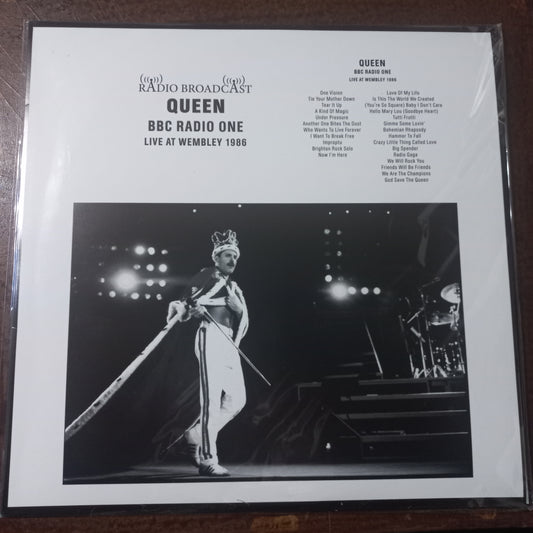 RADIO BROADCAST
QUEEN
BBC RADIO ONE
LIVE AT WEMBLEY 1986
QUEEN
BBC RADIO ONE
LIVE AT WEMBLEY 1986
One Vision
Tie Your Mother Down
Tear It Up
A Kind Of Magic
Under Pressure
Another One Bites The Dust
Who Wants To Live Forever
I Want To Break Free
Impromptu
Brighton Rock Solo
Now I'm Here
Love Of My Life
Is This The World We Created
(You're So Square) Baby I Don't Care
Hello Mary Lou (Goodbye Heart)
Tutti Frutti
Gimme Some Lovin'
Bohemian Rhapsody
Hammer To Fall
Crazy Little Thing Called Love
Big Spender
Radio Gaga
We Will Rock You
Friends Will Be Friends
We Are The Champions
God Save The Queen